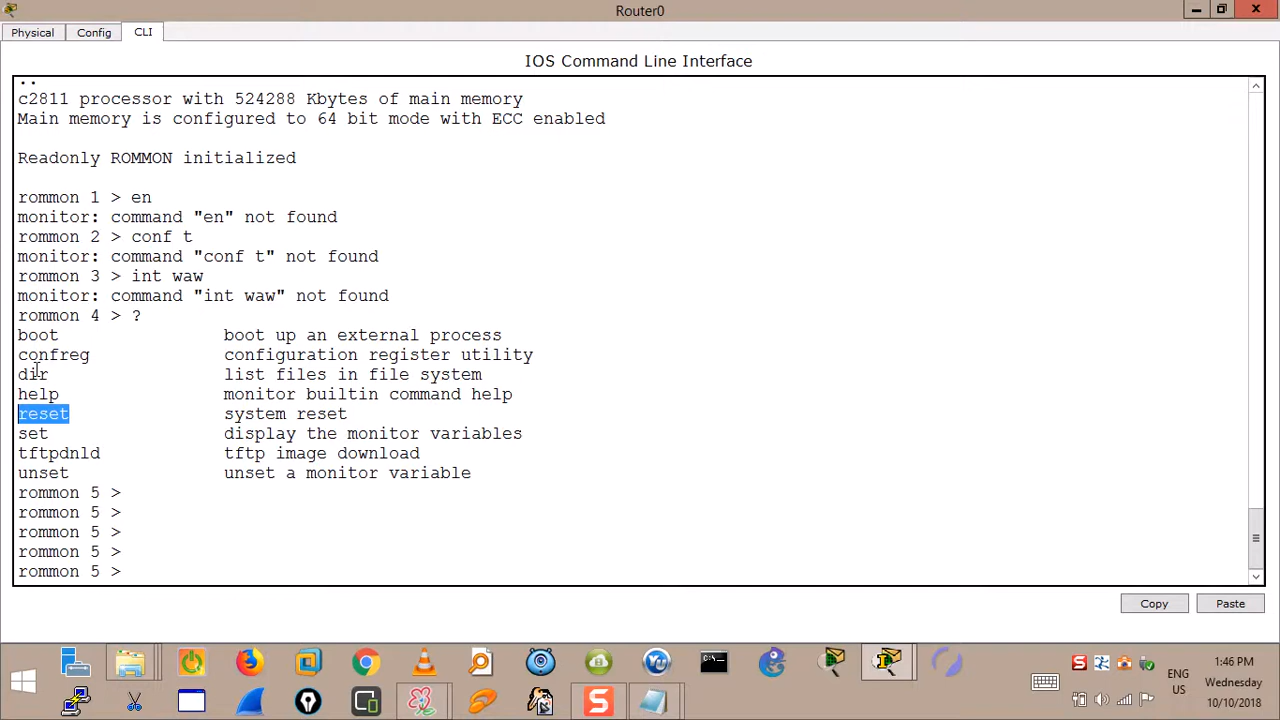 Router0
Physical
Config
CLI
IOS Command Line Interface
..
c2811 processor with 524288 Kbytes of main memory
Main memory is configured to 64 bit mode with ECC enabled
Readonly ROMMON initialized
rommon 1 > en
monitor: command "en" not found
rommon 2 > conf t
monitor: command "conf t" not found
rommon 3 > int waw
monitor: command "int waw" not found
rommon 4 > ?
boot boot up an external process
confreg configuration register utility
dir list files in file system
help monitor builtin command help
reset system reset
set display the monitor variables
tftpdnld tftp image download
unset unset a monitor variable
rommon 5 >
rommon 5 >
rommon 5 >
rommon 5 >
rommon 5 >
Copy
Paste
ENG
US
1:46 PM
Wednesday
10/10/2018